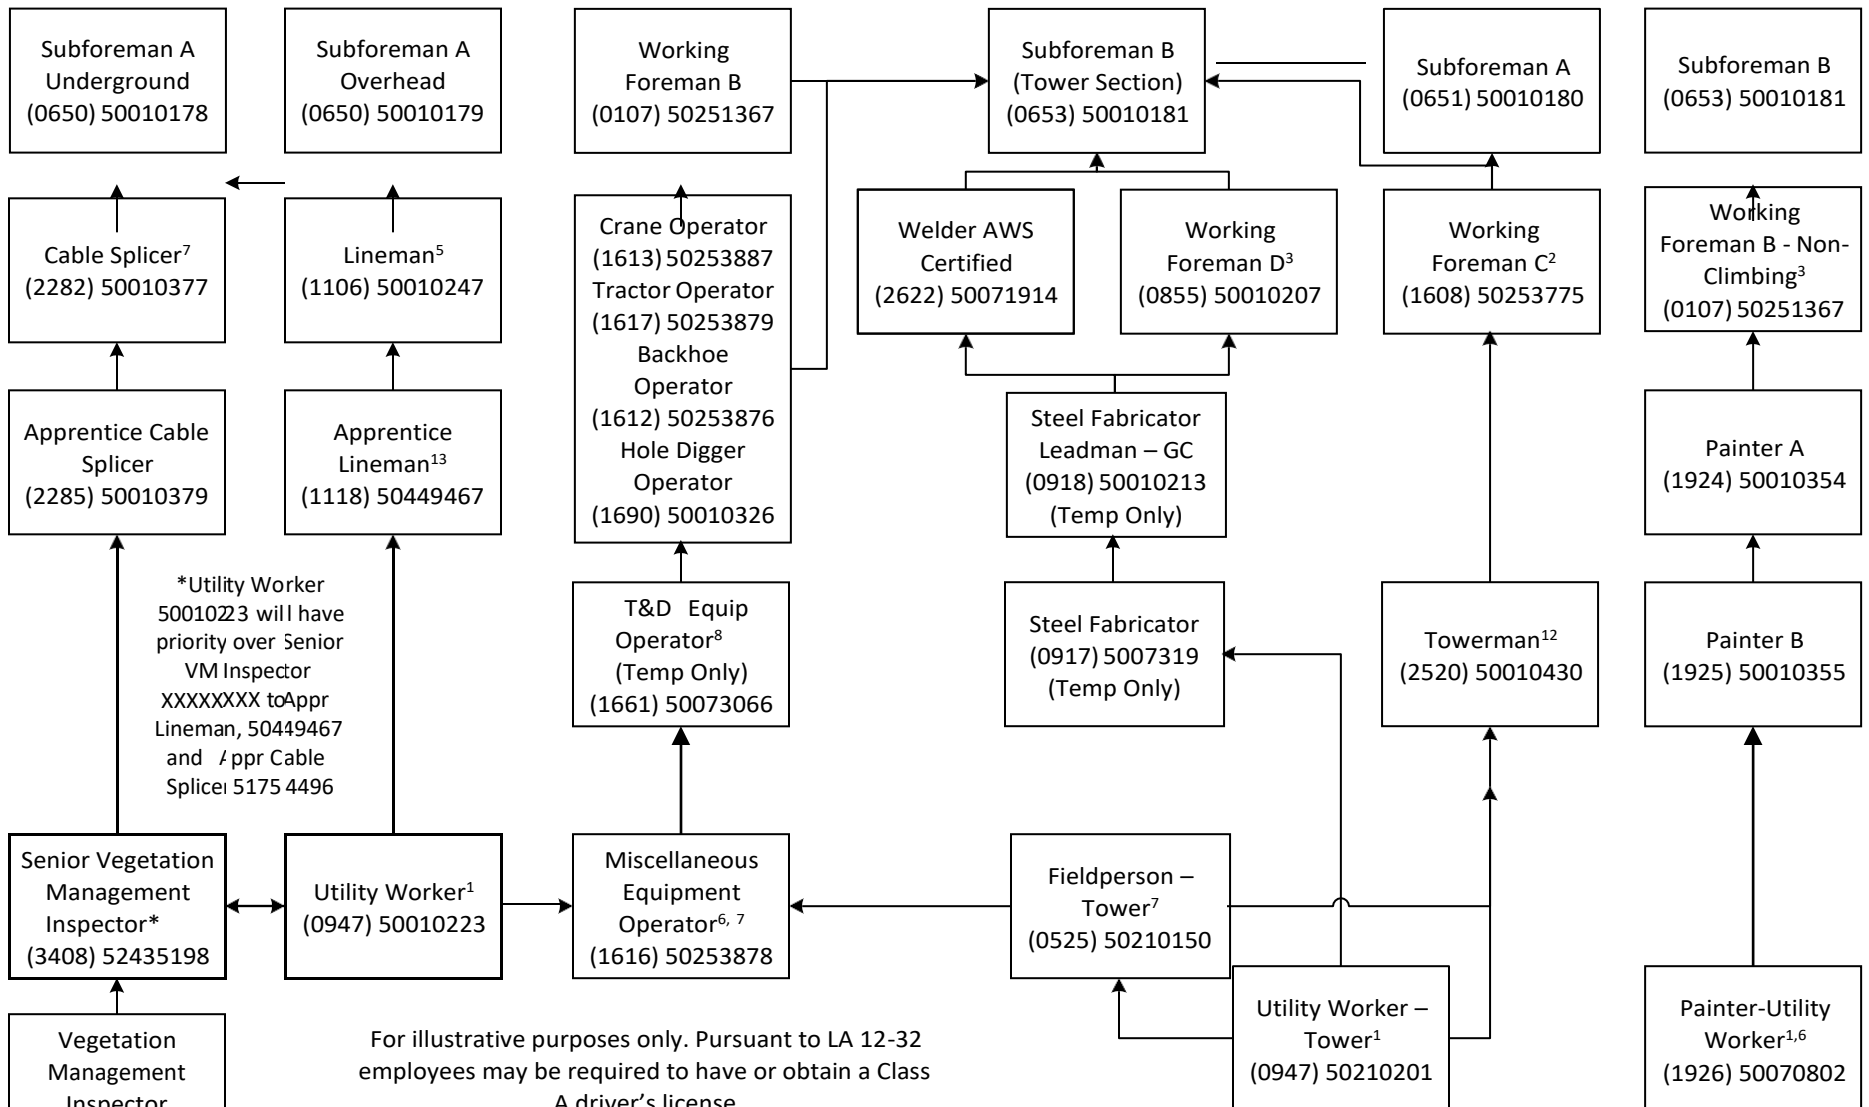 Subforeman A
Underground
(0650) 50010178
Subforeman A
Overhead
(0650) 50010179
Working
Foreman B
(0107) 50251367
Subforeman B
(Tower Section)
(0653) 50010181
Subforeman A
(0651) 50010180
Subforeman B
(0653) 50010181
Cable Splicer⁷
(2282) 50010377
Lineman⁵
(1106) 50010247
Crane Operator
(1613) 50253887
Tractor Operator
(1617) 50253879
Backhoe
Operator
(1612) 50253876
Hole Digger
Operator
(1690) 50010326
Welder AWS
Certified
(2622) 50071914
Working
Foreman D³
(0855) 50010207
Working
Foreman C²
(1608) 50253775
Working
Foreman B - Non-
Climbing³
(0107) 50251367
Apprentice Cable
Splicer
(2285) 50010379
Apprentice
Lineman¹³
(1118) 50449467
Steel Fabricator
Leadman – GC
(0918) 50010213
(Temp Only)
Painter A
(1924) 50010354
*Utility Worker
50010223 will have
priority over Senior
VM Inspector
XXXXXXXX to Appr
Lineman, 50449467
and Appr Cable
Splicer 51754496
T&D Equip
Operator⁸
(Temp Only)
(1661) 50073066
Steel Fabricator
(0917) 5007319
(Temp Only)
Towerman¹²
(2520) 50010430
Painter B
(1925) 50010355
Senior Vegetation
Management
Inspector*
(3408) 52435198
Utility Worker¹
(0947) 50010223
Miscellaneous
Equipment
Operator⁶, ⁷
(1616) 50253878
Fieldperson –
Tower⁷
(0525) 50210150
Utility Worker –
Tower¹
(0947) 50210201
Painter-Utility
Worker¹,⁶
(1926) 50070802
Vegetation
Management
Inspector
For illustrative purposes only. Pursuant to LA 12-32
employees may be required to have or obtain a Class
A driver's license